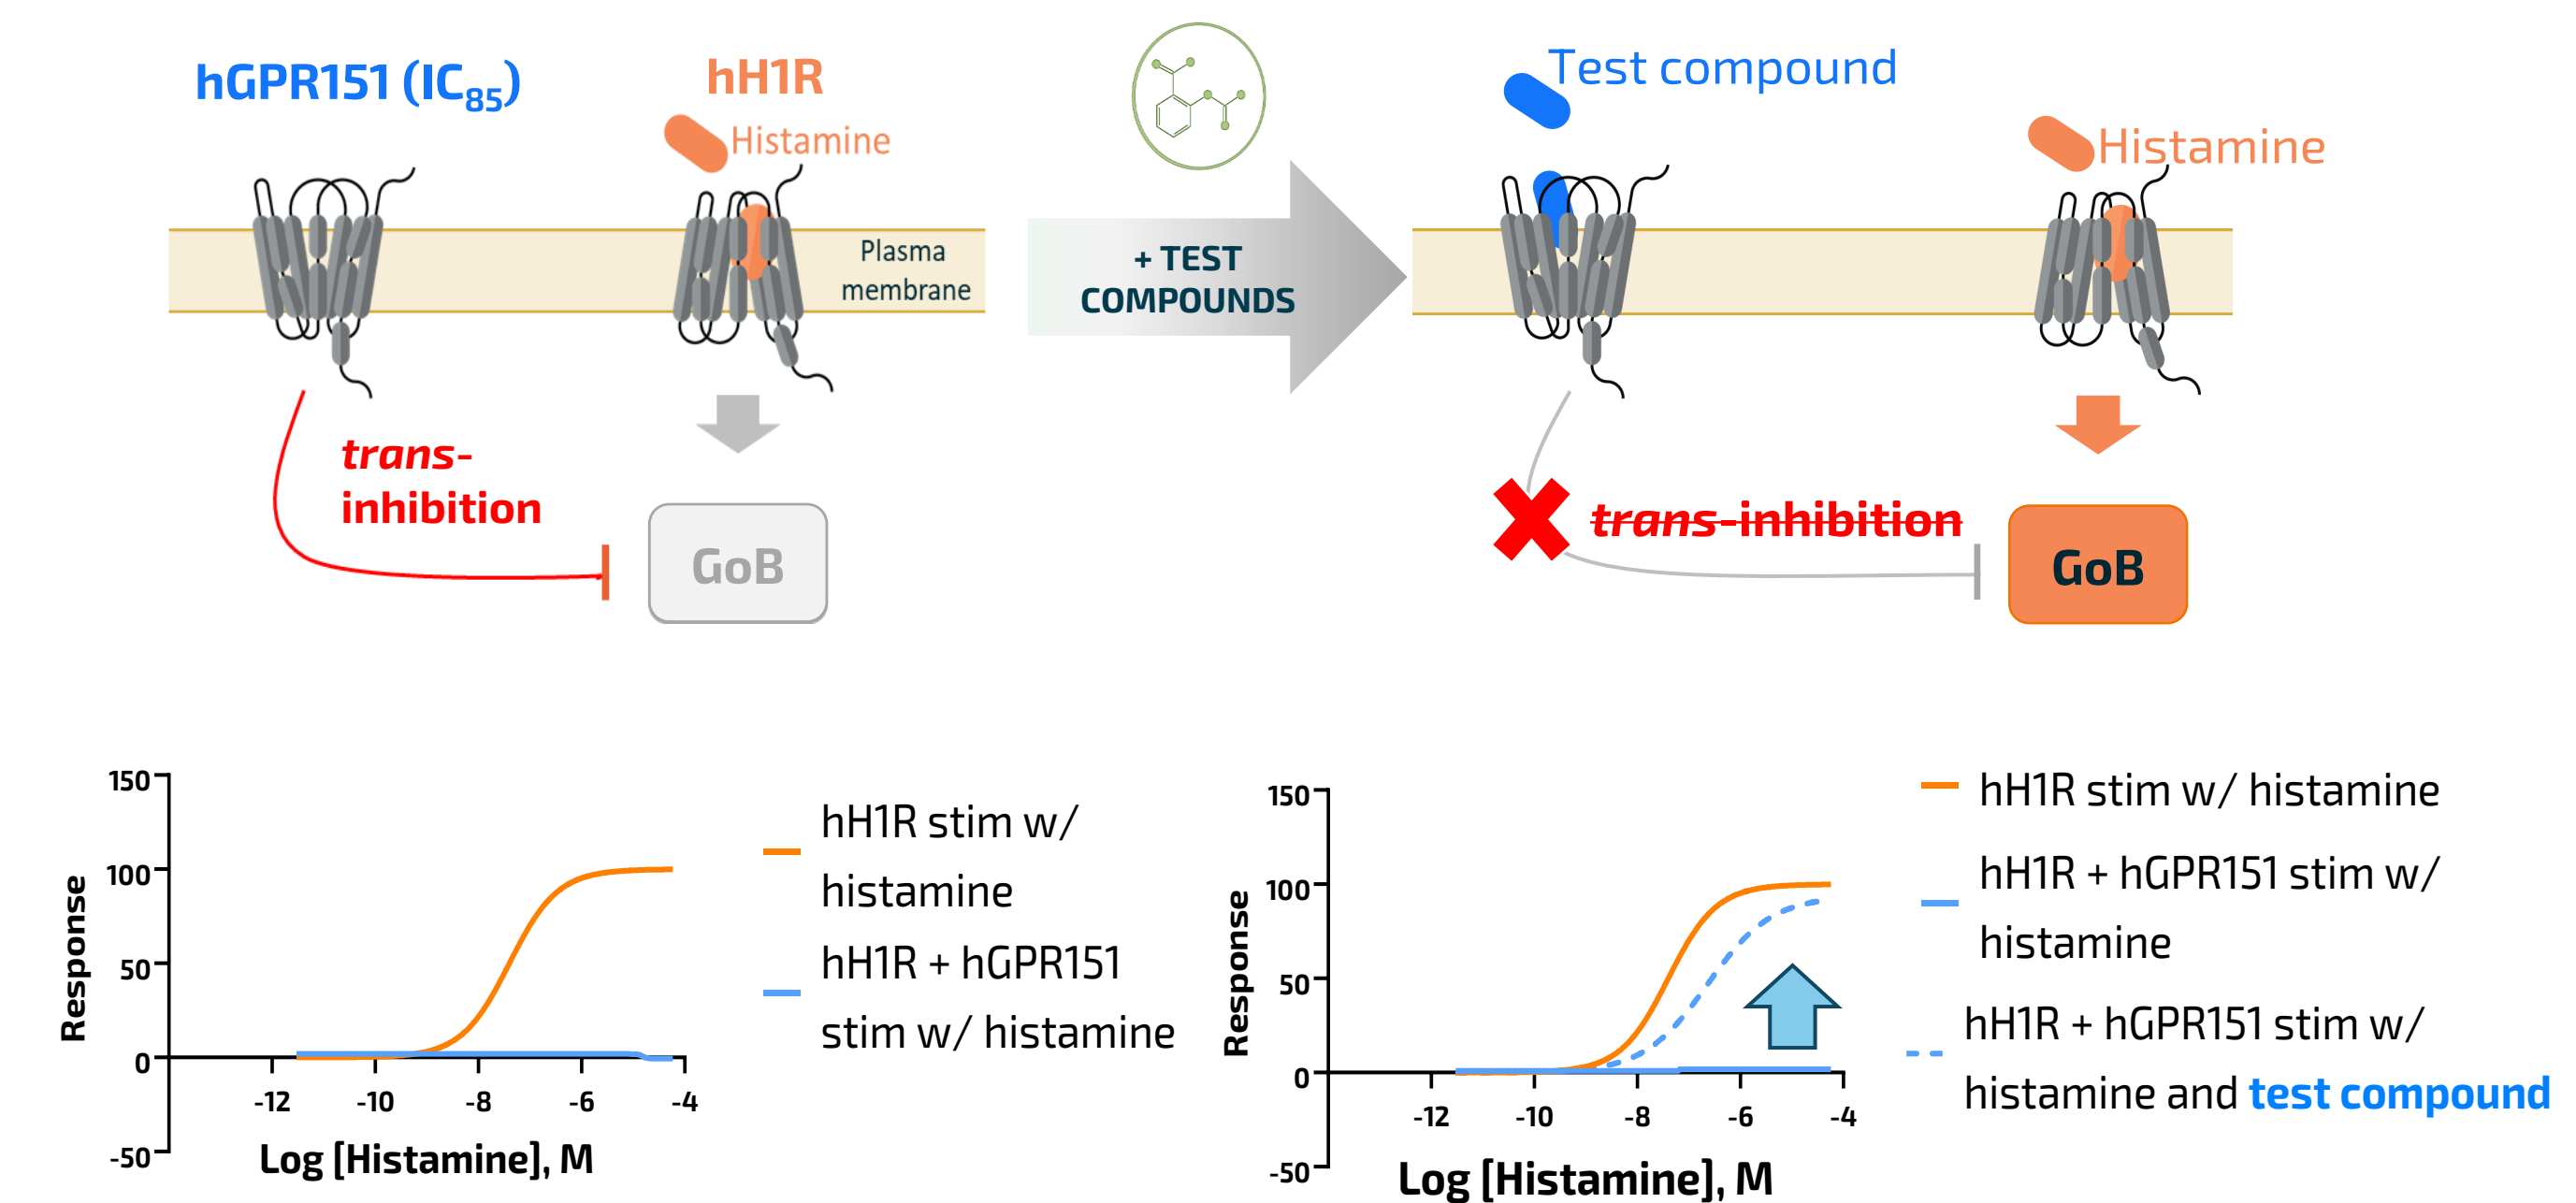 hGPR151 (IC85)
hH1R
Histamine
Plasma
membrane
trans-
inhibition
GoB
+ TEST
COMPOUNDS
Test compound
Histamine
trans-inhibition
GoB
150
100
50
0
-50
Response
-12 -10 -8 -6 -4
Log [Histamine], M
hH1R stim w/
histamine
hH1R + hGPR151
stim w/ histamine
150
100
50
0
-50
Response
-12 -10 -8 -6 -4
Log [Histamine], M
hH1R stim w/ histamine
hH1R + hGPR151 stim w/
histamine
hH1R + hGPR151 stim w/
histamine and test compound